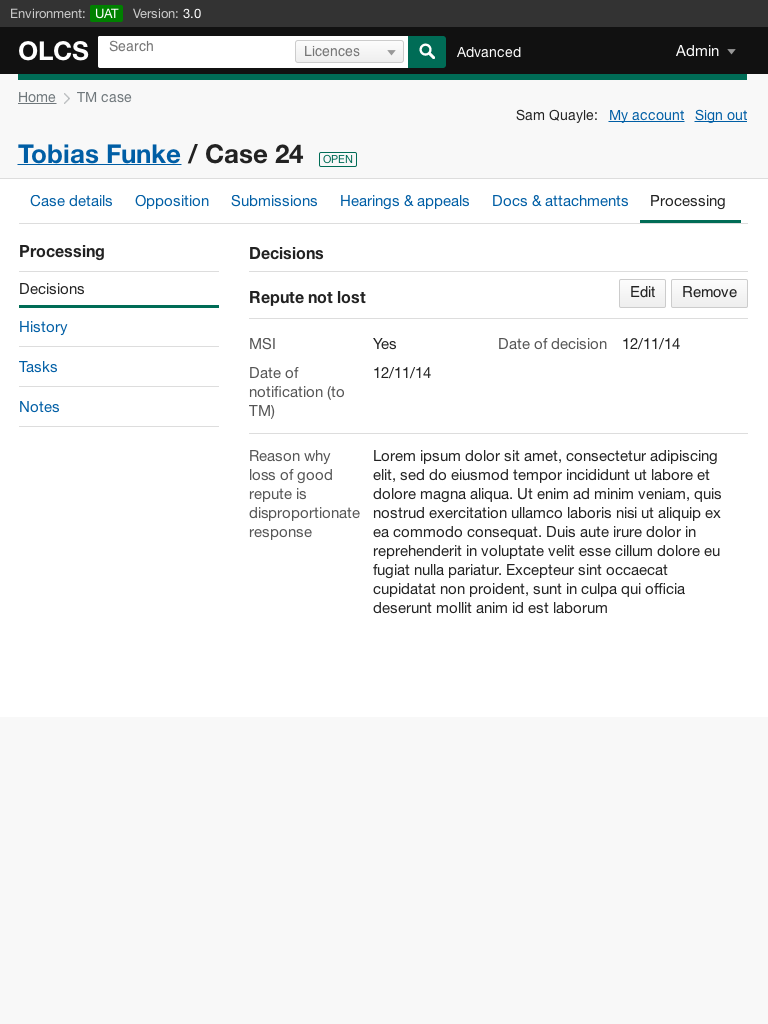 Environment: UAT Version: 3.0
OLCS Search Licences Advanced Admin
Home TM case
Sam Quayle: My account Sign out
Tobias Funke / Case 24 OPEN
Case details Opposition Submissions Hearings & appeals Docs & attachments Processing
Processing
Decisions
History
Tasks
Notes
Decisions
Repute not lost Edit Remove
MSI Yes Date of decision 12/11/14
Date of notification (to TM) 12/11/14
Reason why
loss of good
repute is
disproportionate
response
Lorem ipsum dolor sit amet, consectetur adipiscing
elit, sed do eiusmod tempor incididunt ut labore et
dolore magna aliqua. Ut enim ad minim veniam, quis
nostrud exercitation ullamco laboris nisi ut aliquip ex
ea commodo consequat. Duis aute irure dolor in
reprehenderit in voluptate velit esse cillum dolore eu
fugiat nulla pariatur. Excepteur sint occaecat
cupidatat non proident, sunt in culpa qui officia
deserunt mollit anim id est laborum